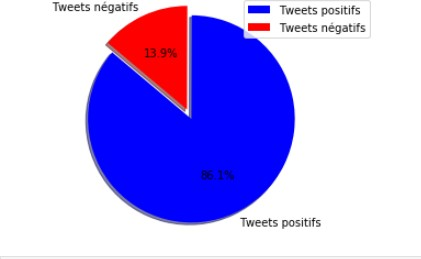 Tweets négatifs
Tweets positifs
Tweets négatifs
13.9%
86.1%
Tweets positifs